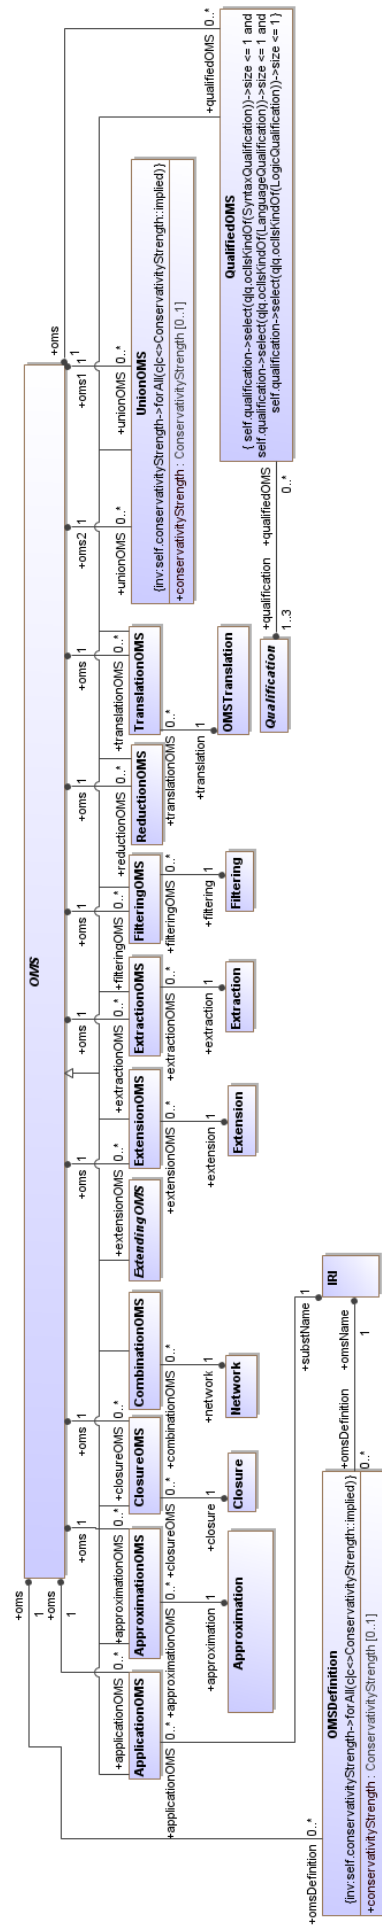 OMS
+oms
1
+oms
1
+oms 1
+oms 1
+oms 1
+oms 1
+oms 1
+oms 1
+oms 1
+oms2 1
+oms1 1
+oms
1
+applicationOMS 0..*
+approximationOMS 0..*
+closureOMS 0..*
+extensionOMS 0..*
+extractionOMS 0..*
+filteringOMS 0..*
+reductionOMS 0..*
+translationOMS 0..*
+unionOMS 0..*
+unionOMS 0..*
+qualifiedOMS 0..*
ApplicationOMS
ApproximationOMS
ClosureOMS
CombinationOMS
ExtendingOMS
ExtensionOMS
ExtractionOMS
FilteringOMS
ReductionOMS
TranslationOMS
UnionOMS
{inv:self.conservativityStrength->forAll(c|c<>ConservativityStrength::implied)}
+conservativityStrength : ConservativityStrength [0..1]
+applicationOMS 0..*
+approximationOMS 0..*
+closureOMS 0..*
+combinationOMS 0..*
+extensionOMS 0..*
+extractionOMS 0..*
+filteringOMS 0..*
+translationOMS 0..*
+approximation 1
+closure 1
+network 1
+extension 1
+extraction 1
+filtering 1
+translation 1
Approximation
Closure
Network
Extension
Extraction
Filtering
OMSTranslation
QualifiedOMS
{ self.qualification->select(q|q.oclIsKindOf(SyntaxQualification))->size <= 1 and
self.qualification->select(q|q.oclIsKindOf(LanguageQualification))->size <= 1 and
self.qualification->select(q|q.oclIsKindOf(LogicQualification))->size <= 1}
+qualification
1..3
+qualifiedOMS
0..*
Qualification
+omsDefinition 0..*
OMSDefinition
{inv:self.conservativityStrength->forAll(c|c<>ConservativityStrength::implied)}
+conservativityStrength : ConservativityStrength [0..1]
+omsDefinition
0..*
+omsName
1
+substName 1
IRI